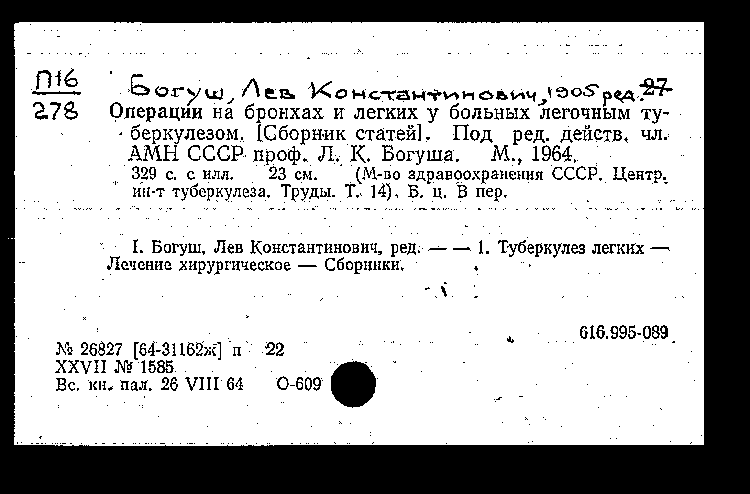 П16
278
Богуш, Лев Константинович, 1905 ред. 27
Операции на бронхах и легких у больных легочным ту-
беркулезом. [Сборник статей]. Под ред. действ. чл.
АМН СССР проф. Л. К. Богуша. М., 1964.
329 с. с илл. 23 см. (М-во здравоохранения СССР. Центр.
ин-т туберкулеза. Труды. Т. 14). Б. ц. В пер.
I. Богуш, Лев Константинович, ред. — — 1. Туберкулез легких —
Лечение хирургическое — Сборники.
616.995-089
№ 26827 [64-31162ж] п 22
XXVII № 1585
Вс. кн. пал. 26 VIII 64 О-609